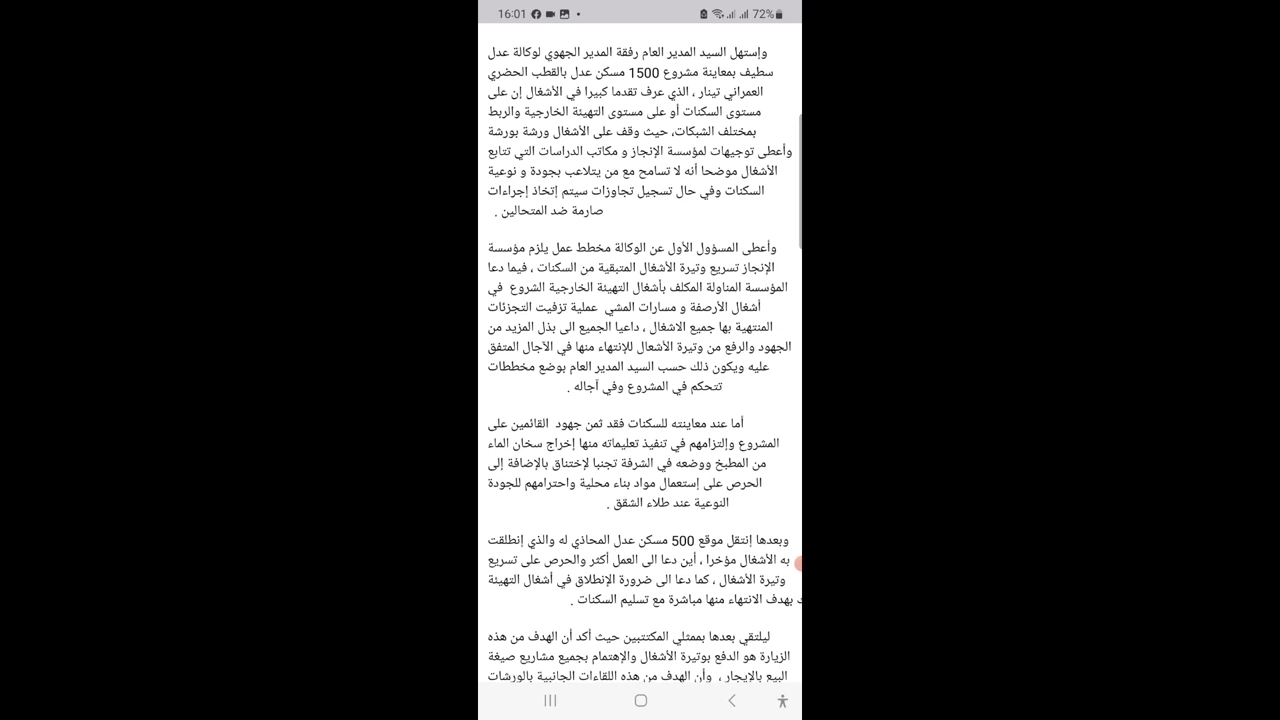 16:01
72%
وإستهل السيد المدير العام رفقة المدير الجهوي لوكالة عدل
سطيف بمعاينة مشروع 1500 مسكن عدل بالقطب الحضري
العمراني تينار ، الذي عرف تقدما كبيرا في الأشغال إن على
مستوى السكنات أو على مستوى التهيئة الخارجية والربط
بمختلف الشبكات، حيث وقف على الأشغال ورشة بورشة
وأعطى توجيهات لمؤسسة الإنجاز و مكاتب الدراسات التي تتابع
الأشغال موضحا أنه لا تسامح مع من يتلاعب بجودة و نوعية
السكنات وفي حال تسجيل تجاوزات سيتم إتخاذ إجراءات
صارمة ضد المتحالين .
وأعطى المسؤول الأول عن الوكالة مخطط عمل يلزم مؤسسة
الإنجاز تسريع وتيرة الأشغال المتبقية من السكنات ، فيما دعا
المؤسسة المناولة المكلف بأشغال التهيئة الخارجية الشروع في
أشغال الأرصفة و مسارات المشي عملية تزفيت التجزئات
المنتهية بها جميع الاشغال ، داعيا الجميع الى بذل المزيد من
الجهود والرفع من وتيرة الأشعال للإنتهاء منها في الآجال المتفق
عليه ويكون ذلك حسب السيد المدير العام بوضع مخططات
تتحكم في المشروع وفي آجاله .
أما عند معاينته للسكنات فقد ثمن جهود القائمين على
المشروع وإلتزامهم في تنفيذ تعليماته منها إخراج سخان الماء
من المطبخ ووضعه في الشرفة تجنبا لإختناق بالإضافة إلى
الحرص على إستعمال مواد بناء محلية واحترامهم للجودة
النوعية عند طلاء الشقق .
وبعدها إنتقل موقع 500 مسكن عدل المحاذي له والذي إنطلقت
به الأشغال مؤخرا ، أين دعا الى العمل أكثر والحرص على تسريع
وتيرة الأشغال ، كما دعا الى ضرورة الإنطلاق في أشغال التهيئة
بهدف الانتهاء منها مباشرة مع تسليم السكنات .
ليلتقي بعدها بممثلي المكتتبين حيث أكد أن الهدف من هذه
الزيارة هو الدفع بوتيرة الأشغال والإهتمام بجميع مشاريع صيغة
البيع بالإيجار ، وأن الهدف من هذه اللقاءات الجانبية بالورشات